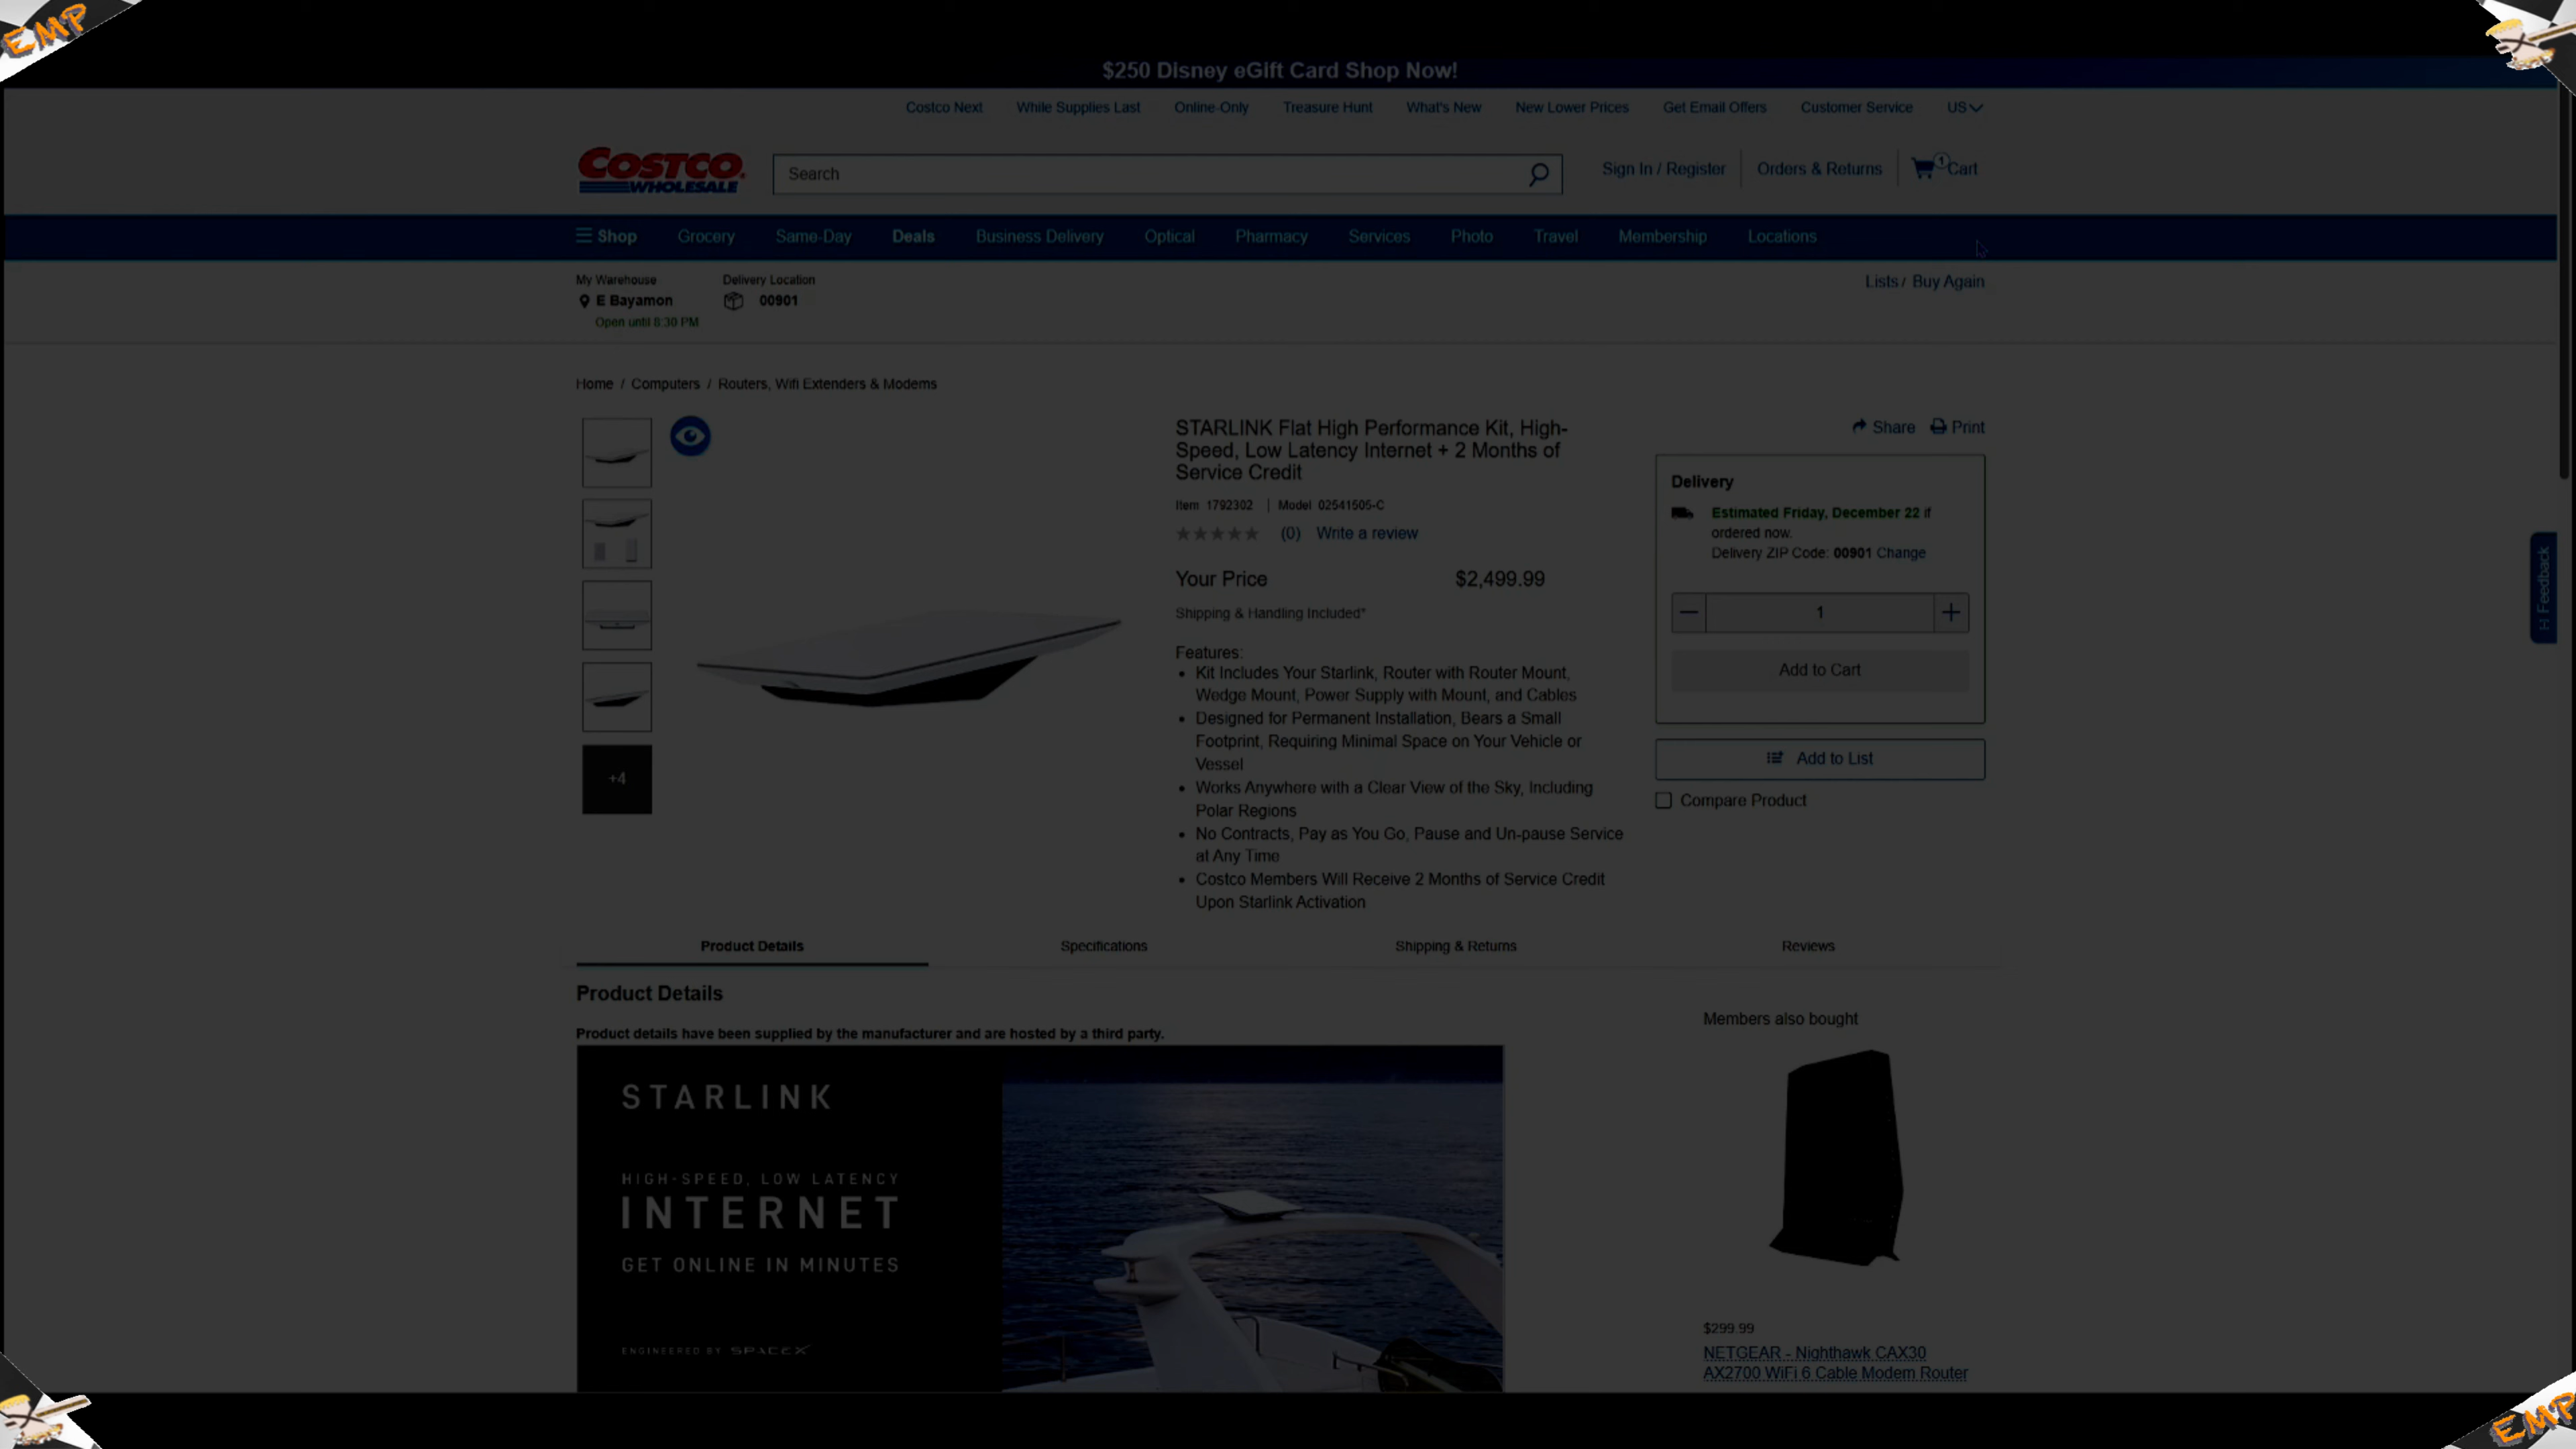 EMP
$250 Disney eGift Card Shop Now!
Costco Next While Supplies Last Online-Only Treasure Hunt What's New New Lower Prices Get Email Offers Customer Service US
COSTCO WHOLESALE
Search
Sign In / Register Orders & Returns 1 Cart
Shop Grocery Same-Day Deals Business Delivery Optical Pharmacy Services Photo Travel Membership Locations
My Warehouse
E Bayamon
Open until 8:30 PM
Delivery Location
00901
Lists / Buy Again
Home / Computers / Routers, Wifi Extenders & Modems
+4
STARLINK Flat High Performance Kit, High-
Speed, Low Latency Internet + 2 Months of
Service Credit
Item 1792302 | Model 02541505-C
(0) Write a review
Your Price $2,499.99
Shipping & Handling Included*
Features:
• Kit Includes Your Starlink, Router with Router Mount,
Wedge Mount, Power Supply with Mount, and Cables
• Designed for Permanent Installation, Bears a Small
Footprint, Requiring Minimal Space on Your Vehicle or
Vessel
• Works Anywhere with a Clear View of the Sky, Including
Polar Regions
• No Contracts, Pay as You Go, Pause and Un-pause Service
at Any Time
• Costco Members Will Receive 2 Months of Service Credit
Upon Starlink Activation
Share Print
Delivery
Estimated Friday, December 22 if
ordered now.
Delivery ZIP Code: 00901 Change
1
Add to Cart
Add to List
Compare Product
Feedback
Product Details Specifications Shipping & Returns Reviews
Product Details
Product details have been supplied by the manufacturer and are hosted by a third party.
STARLINK
HIGH-SPEED, LOW LATENCY
INTERNET
GET ONLINE IN MINUTES
ENGINEERED BY SPACEX
Members also bought
$299.99
NETGEAR - Nighthawk CAX30
AX2700 WiFi 6 Cable Modem Router
EMP